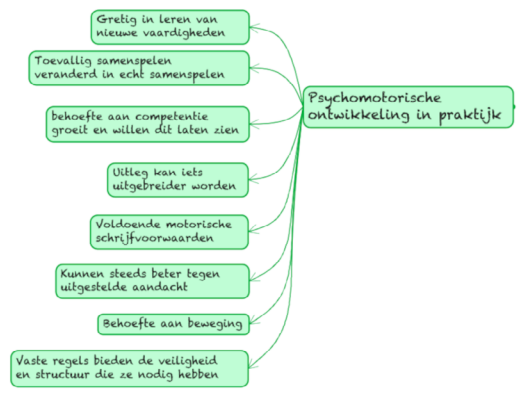 Gretig in leren van
nieuwe vaardigheden
Toevallig samenspelen
veranderd in echt samenspelen
Psychomotorische
ontwikkeling in praktijk
behoefte aan competentie
groeit en willen dit laten zien
Uitleg kan iets
uitgebreider worden
Voldoende motorische
schrijfvoorwaarden
Kunnen steeds beter tegen
uitgestelde aandacht
Behoefte aan beweging
Vaste regels bieden de veiligheid
en structuur die ze nodig hebben